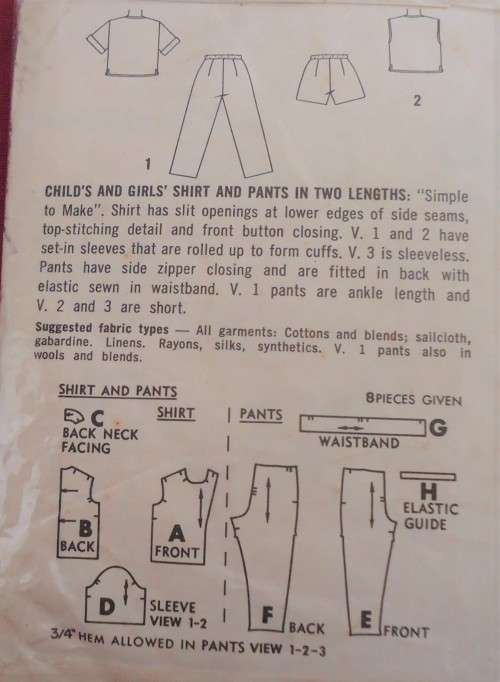 1
2
CHILD'S AND GIRLS' SHIRT AND PANTS IN TWO LENGTHS: "Simple
to Make". Shirt has slit openings at lower edges of side seams,
top-stitching detail and front button closing. V. 1 and 2 have
set-in sleeves that are rolled up to form cuffs. V. 3 is sleeveless.
Pants have side zipper closing and are fitted in back with
elastic sewn in waistband. V. 1 pants are ankle length and
V. 2 and 3 are short.
Suggested fabric types — All garments: Cottons and blends; sailcloth,
gabardine. Linens. Rayons, silks, synthetics. V. 1 pants also in
wools and blends.
SHIRT AND PANTS
8 PIECES GIVEN
C
BACK NECK
FACING
SHIRT
PANTS
G
WAISTBAND
H
ELASTIC
GUIDE
B
BACK
A
FRONT
D
SLEEVE
VIEW 1-2
F
BACK
E
FRONT
3/4" HEM ALLOWED IN PANTS VIEW 1-2-3